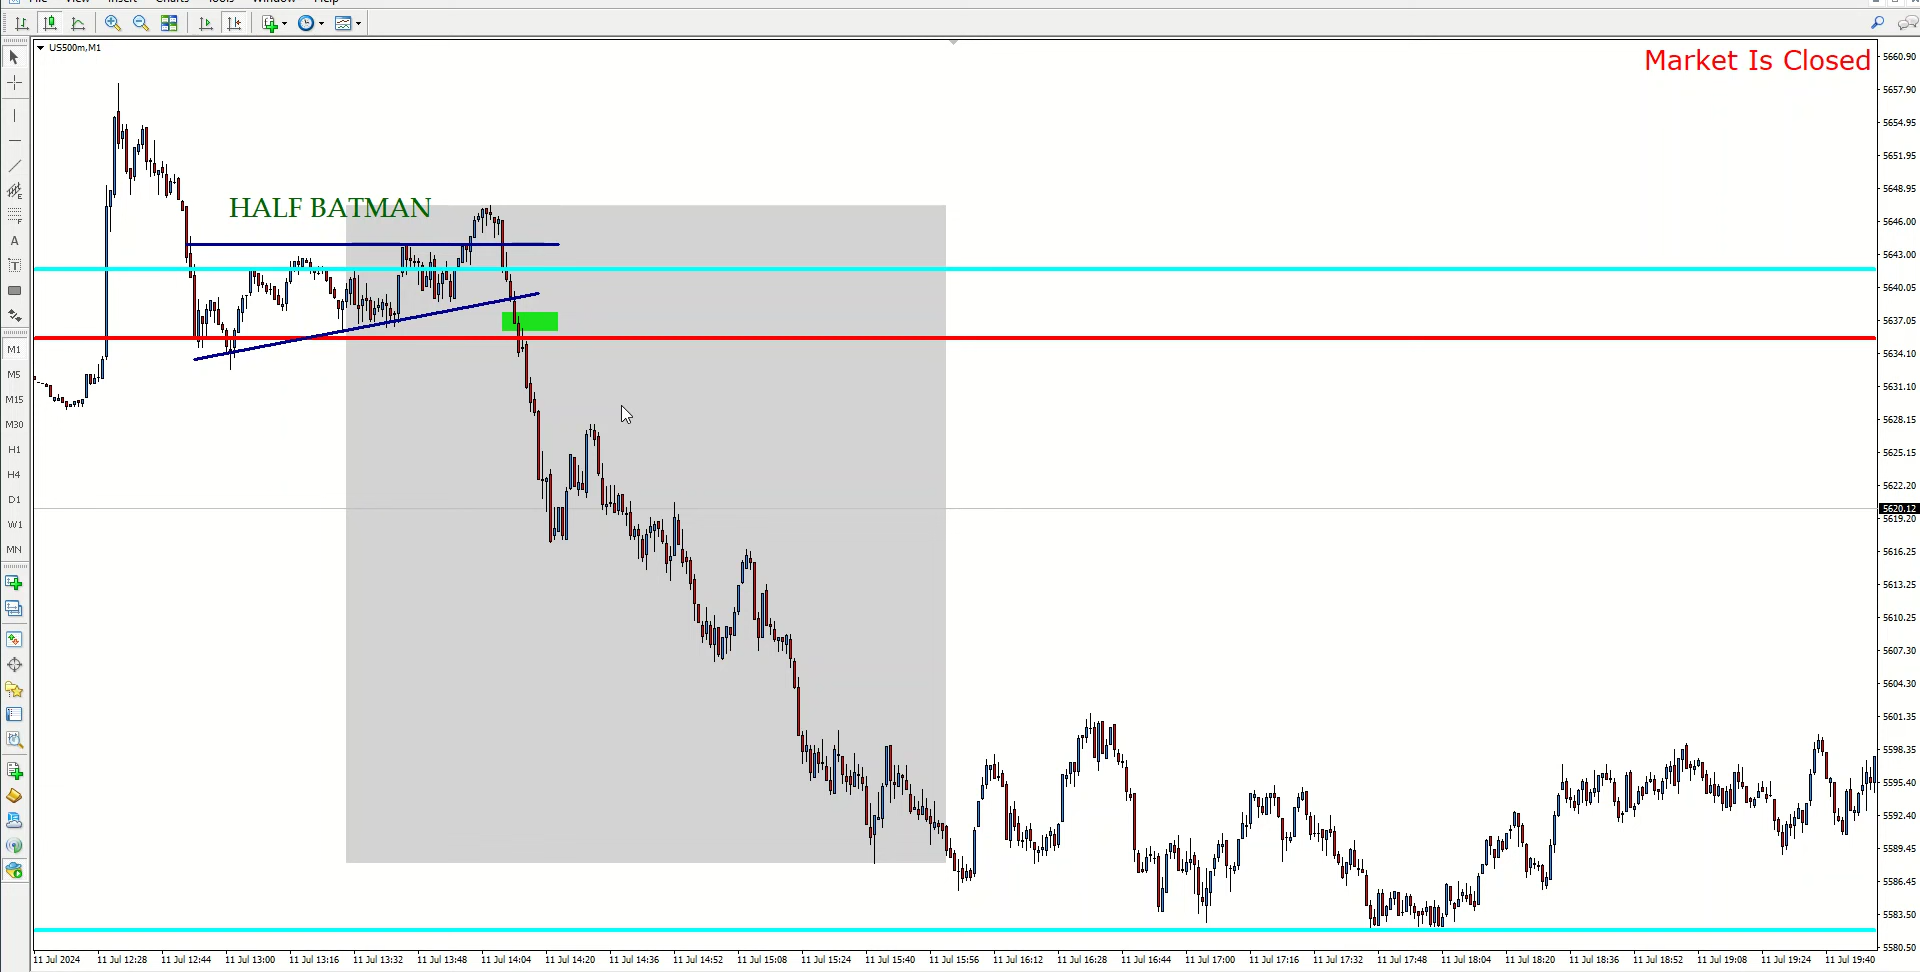 File View Insert Charts Tools Window Help
US500m,M1
Market Is Closed
HALF BATMAN
E
F
A
T
M1
M5
M15
M30
H1
H4
D1
W1
MN
5660.90
5657.90
5654.95
5651.95
5648.95
5646.00
5643.00
5640.05
5637.05
5634.10
5631.10
5628.15
5625.15
5622.20
5620.12
5619.20
5616.25
5613.25
5610.25
5607.30
5604.30
5601.35
5598.35
5595.40
5592.40
5589.45
5586.45
5583.50
5580.50
11 Jul 2024 11 Jul 12:28 11 Jul 12:44 11 Jul 13:00 11 Jul 13:16 11 Jul 13:32 11 Jul 13:48 11 Jul 14:04 11 Jul 14:20 11 Jul 14:36 11 Jul 14:52 11 Jul 15:08 11 Jul 15:24 11 Jul 15:40 11 Jul 15:56 11 Jul 16:12 11 Jul 16:28 11 Jul 16:44 11 Jul 17:00 11 Jul 17:16 11 Jul 17:32 11 Jul 17:48 11 Jul 18:04 11 Jul 18:20 11 Jul 18:36 11 Jul 18:52 11 Jul 19:08 11 Jul 19:24 11 Jul 19:40